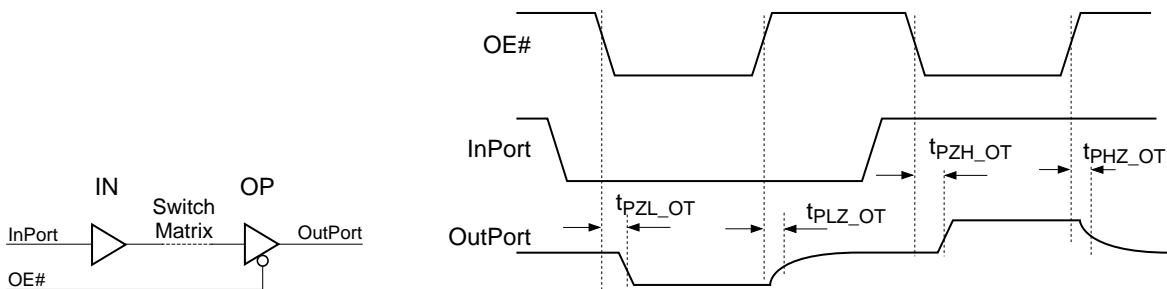 IN
OP
Switch
Matrix
InPort
OutPort
OE#
OE#
InPort
tPZH_OT
tPHZ_OT
tPZL_OT
tPLZ_OT
OutPort